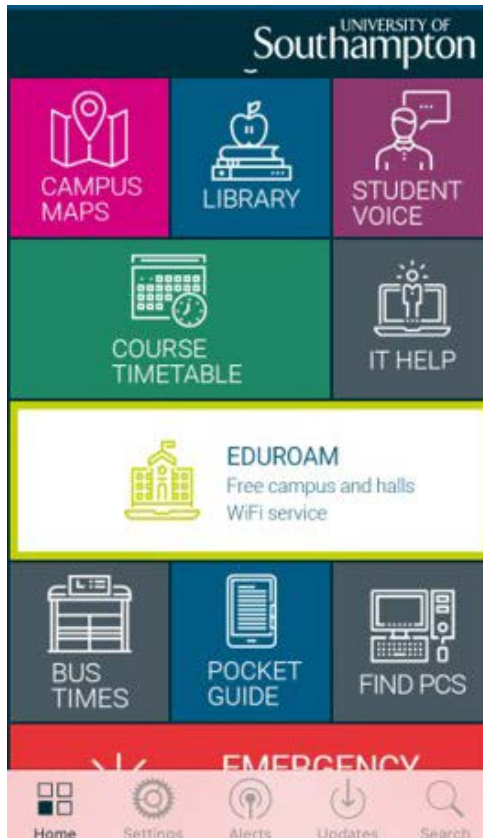 UNIVERSITY OF
Southampton
CAMPUS
MAPS
LIBRARY
STUDENT
VOICE
COURSE
TIMETABLE
IT HELP
EDUROAM
Free campus and halls
WiFi service
BUS
TIMES
POCKET
GUIDE
FIND PCS
EMERGENCY
Home
Settings
Alerts
Updates
Search